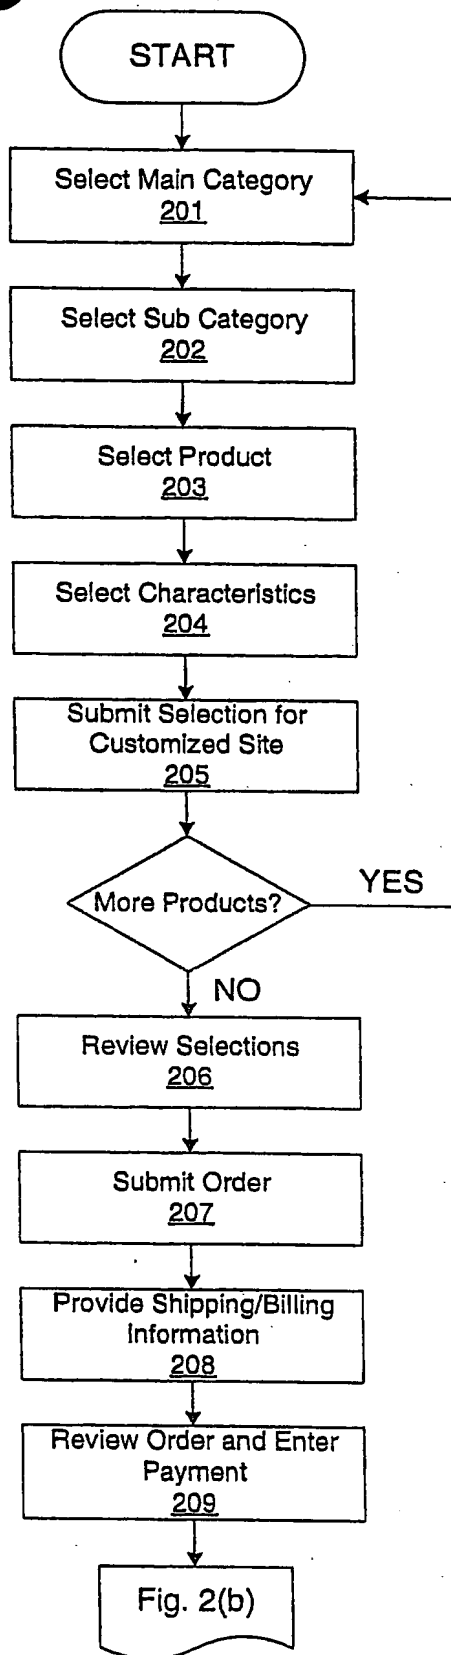 START
Select Main Category
201
Select Sub Category
202
Select Product
203
Select Characteristics
204
Submit Selection for
Customized Site
205
More Products?
YES
NO
Review Selections
206
Submit Order
207
Provide Shipping/Billing
Information
208
Review Order and Enter
Payment
209
Fig. 2(b)